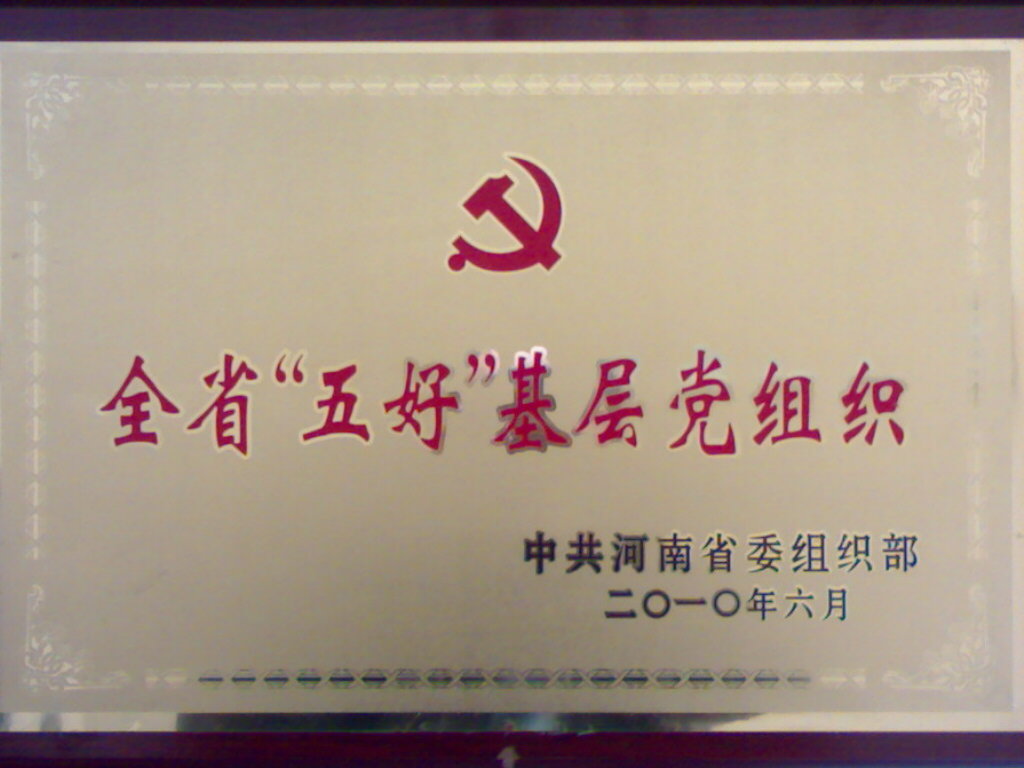 全省“五好”基层党组织
中共河南省委组织部
二〇一〇年六月